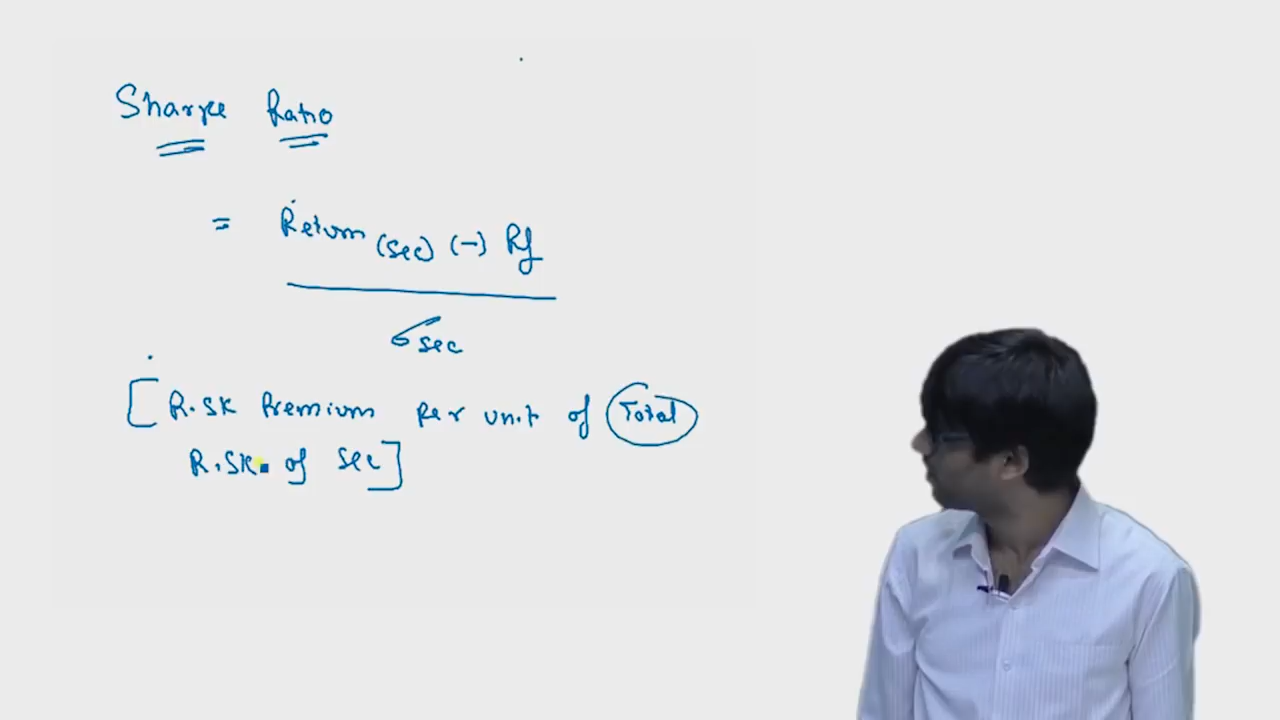 Sharpe Ratio
= Return (sec) (-) Rf
σ sec
[Risk Premium per unit of Total
Risk of sec]